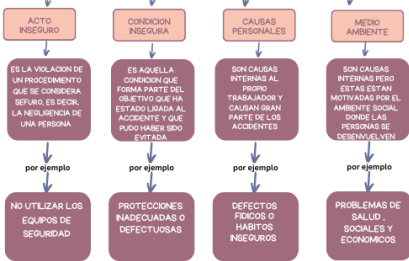 ACTO
INSEGURO
CONDICION
INSEGURA
CAUSAS
PERSONALES
MEDIO
AMBIENTE
ES LA VIOLACION DE
UN PROCEDIMIENTO
QUE SE CONSIDERA
SEFURO, ES DECIR,
LA NEGLIGENCIA DE
UNA PERSONA
ES AQUELLA
CONDICION QUE
FORMA PARTE DEL
OBJETIVO QUE HA
ESTADO LIGADA AL
ACCIDENTE Y QUE
PUDO HABER SIDO
EVITADA
SON CAUSAS
INTERNAS AL
PROPIO
TRABAJADOR Y
CAUSAN GRAN
PARTE DE LOS
ACCIDENTES
SON CAUSAS
INTERNAS PERO
ESTAS ESTAN
MOTIVADAS POR EL
AMBIENTE SOCIAL
DONDE LAS
PERSONAS SE
DESENVUELVEN
por ejemplo
por ejemplo
por ejemplo
por ejemplo
NO UTILIZAR LOS
EQUIPOS DE
SEGURIDAD
PROTECCIONES
INADECUADAS O
DEFECTUOSAS
DEFECTOS
FIDICOS O
HABITOS
INSEGUROS
PROBLEMAS DE
SALUD ,
SOCIALES Y
ECONOMICOS